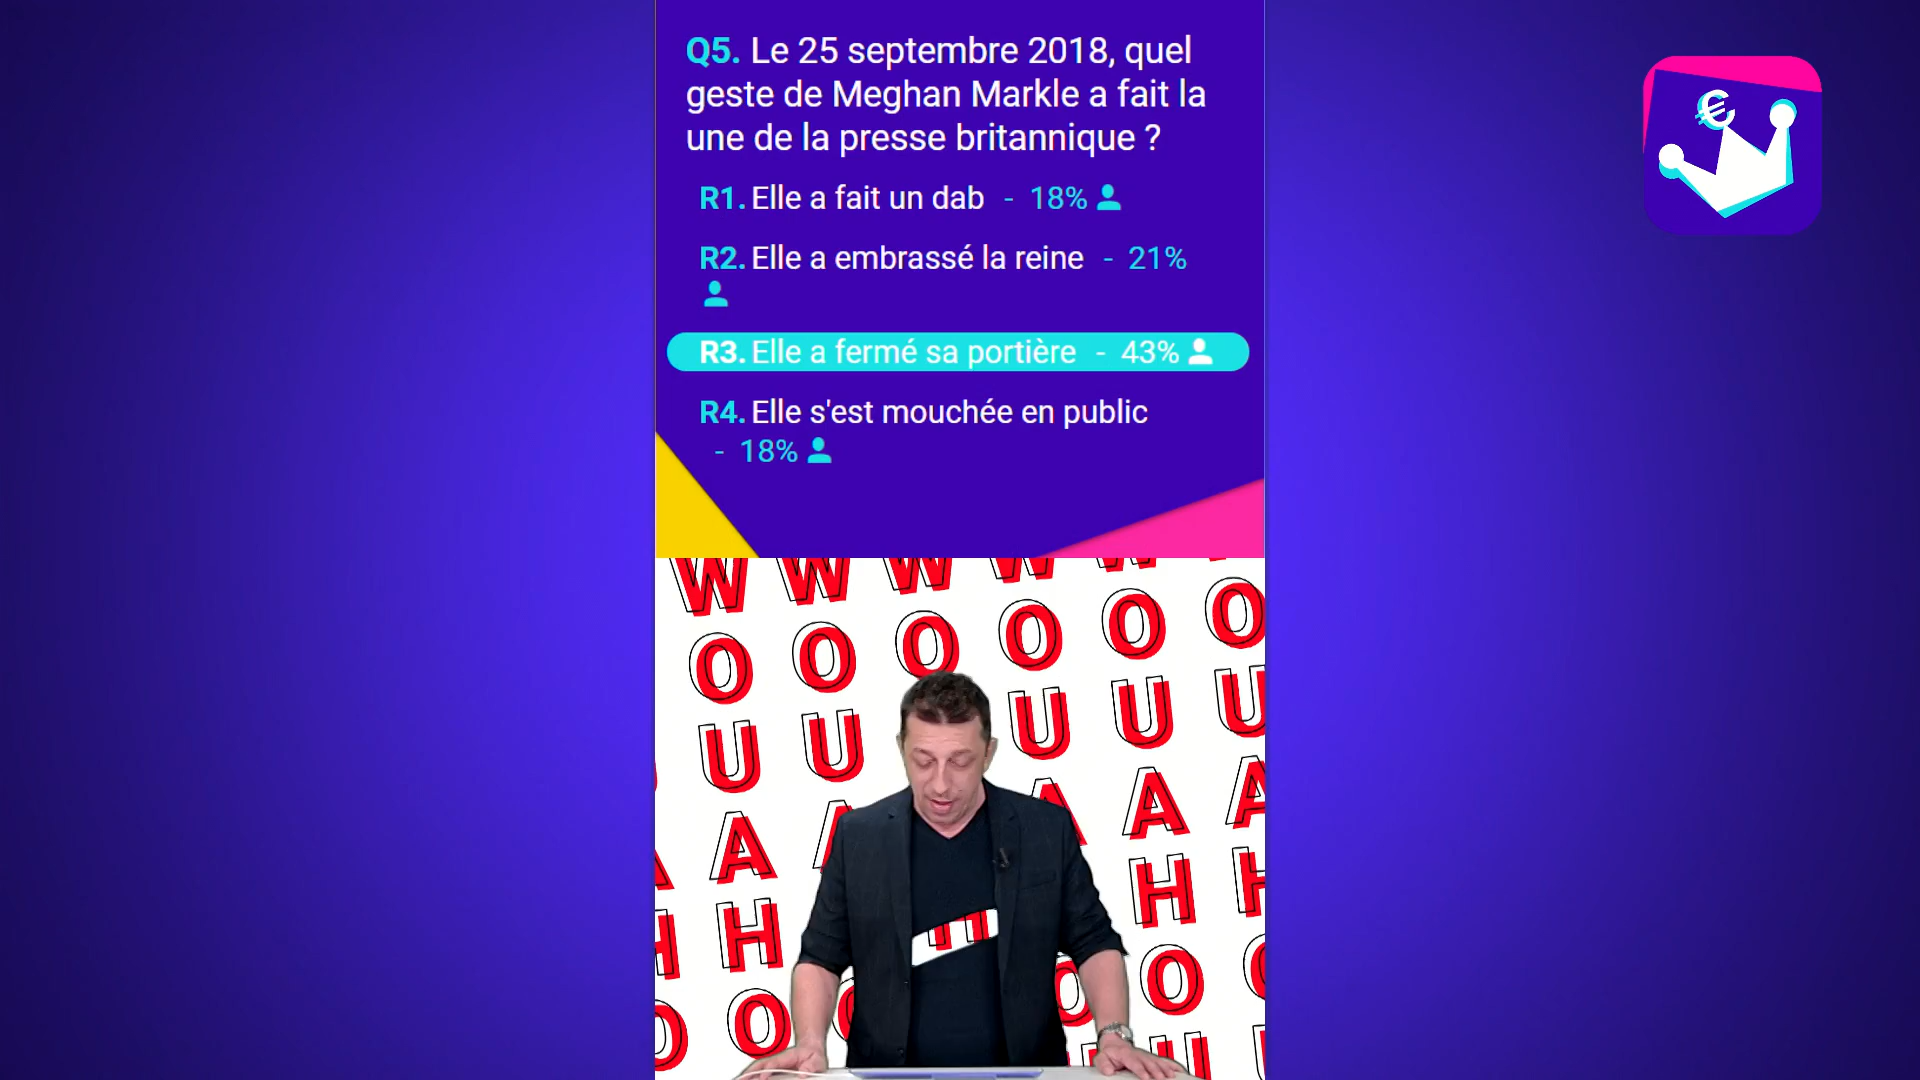 Q5. Le 25 septembre 2018, quel
geste de Meghan Markle a fait la
une de la presse britannique ?
R1. Elle a fait un dab - 18%
R2. Elle a embrassé la reine - 21%
R3. Elle a fermé sa portière - 43%
R4. Elle s'est mouchée en public
- 18%
€
W W W W W
O O O O O O
U U U U U
A A A A A
H H H H H
O O O O O
U U